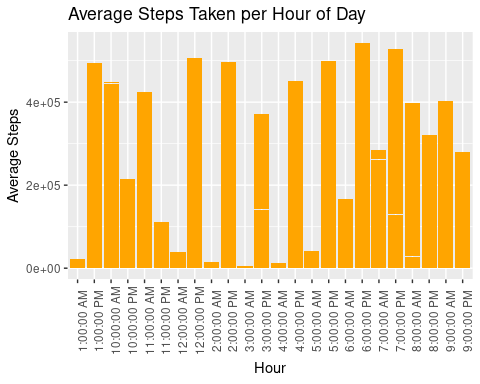 Average Steps Taken per Hour of Day
Average Steps
4e+05
2e+05
0e+00
1:00:00 AM
1:00:00 PM
10:00:00 AM
10:00:00 PM
11:00:00 AM
11:00:00 PM
12:00:00 AM
12:00:00 PM
2:00:00 AM
2:00:00 PM
3:00:00 AM
3:00:00 PM
4:00:00 AM
4:00:00 PM
5:00:00 AM
5:00:00 PM
6:00:00 AM
6:00:00 PM
7:00:00 AM
7:00:00 PM
8:00:00 AM
8:00:00 PM
9:00:00 AM
9:00:00 PM
Hour